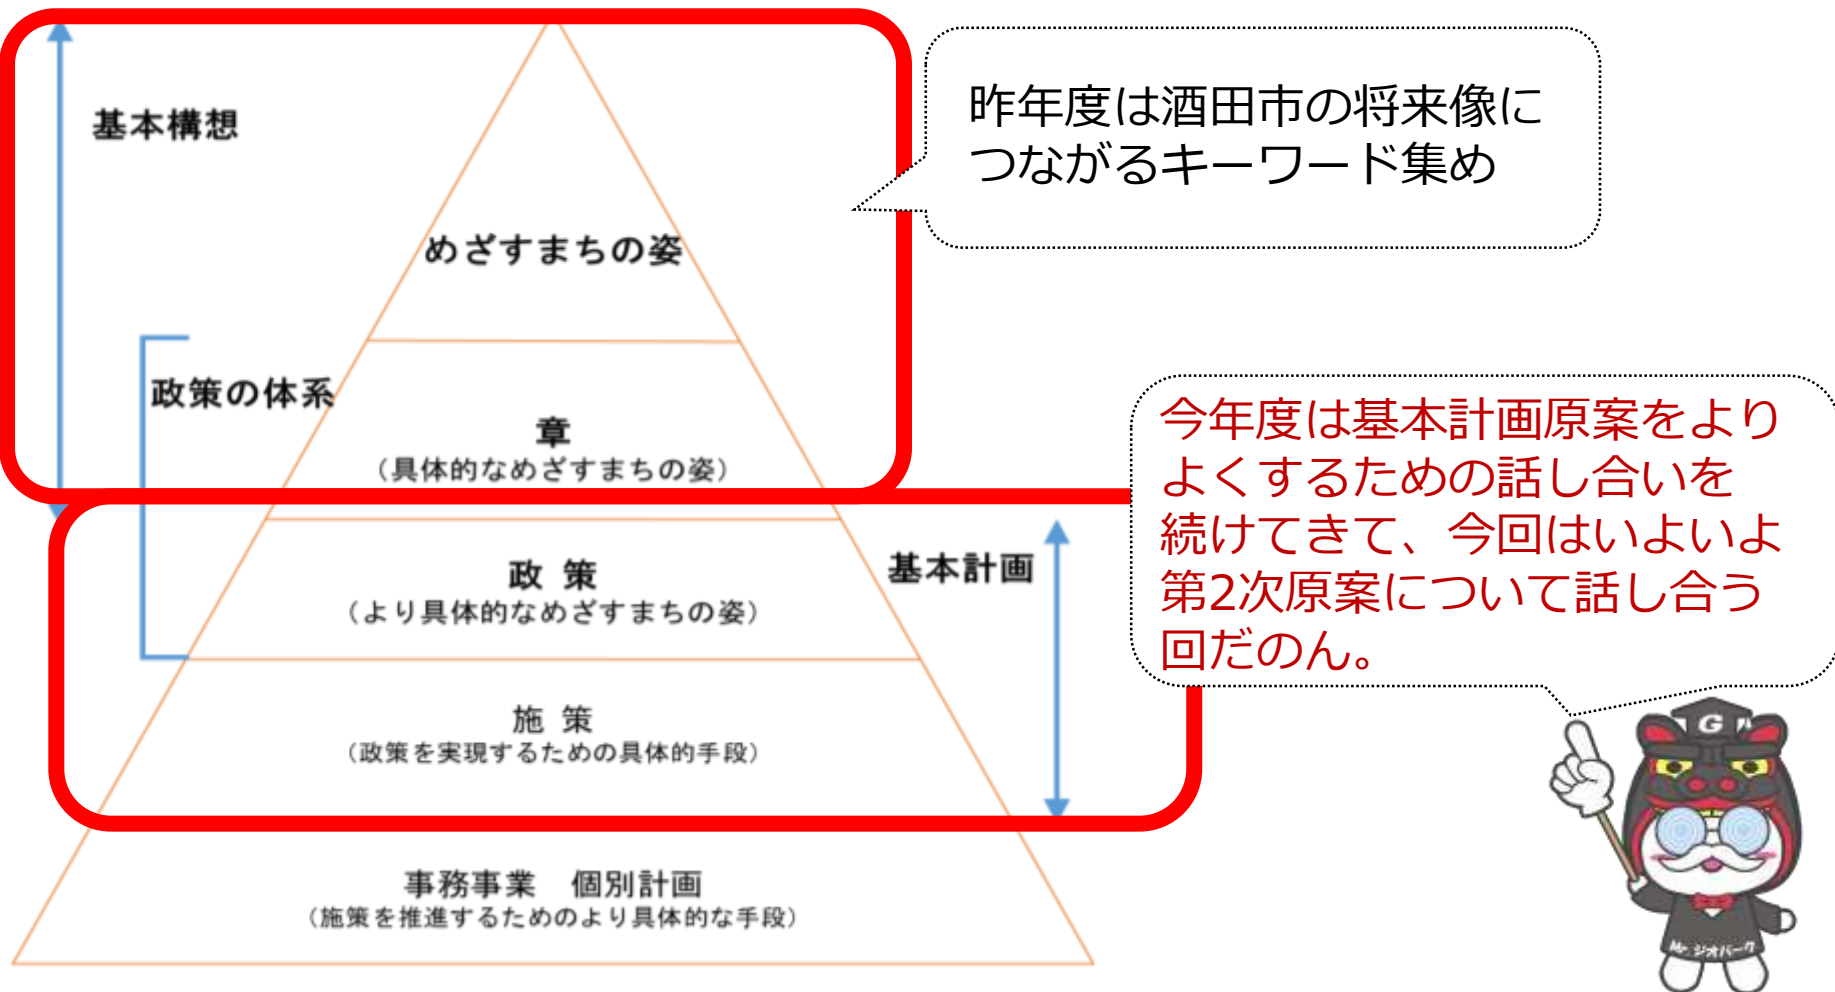 基本構想
昨年度は酒田市の将来像に
つながるキーワード集め
めざすまちの姿
政策の体系
章
（具体的なめざすまちの姿）
今年度は基本計画原案をより
よくするための話し合いを
続けてきて、今回はいよいよ
第2次原案について話し合う
回だのん。
政 策
（より具体的なめざすまちの姿）
基本計画
施 策
（政策を実現するための具体的手段）
事務事業　個別計画
（施策を推進するためのより具体的な手段）
G
Mr.ジオパーク